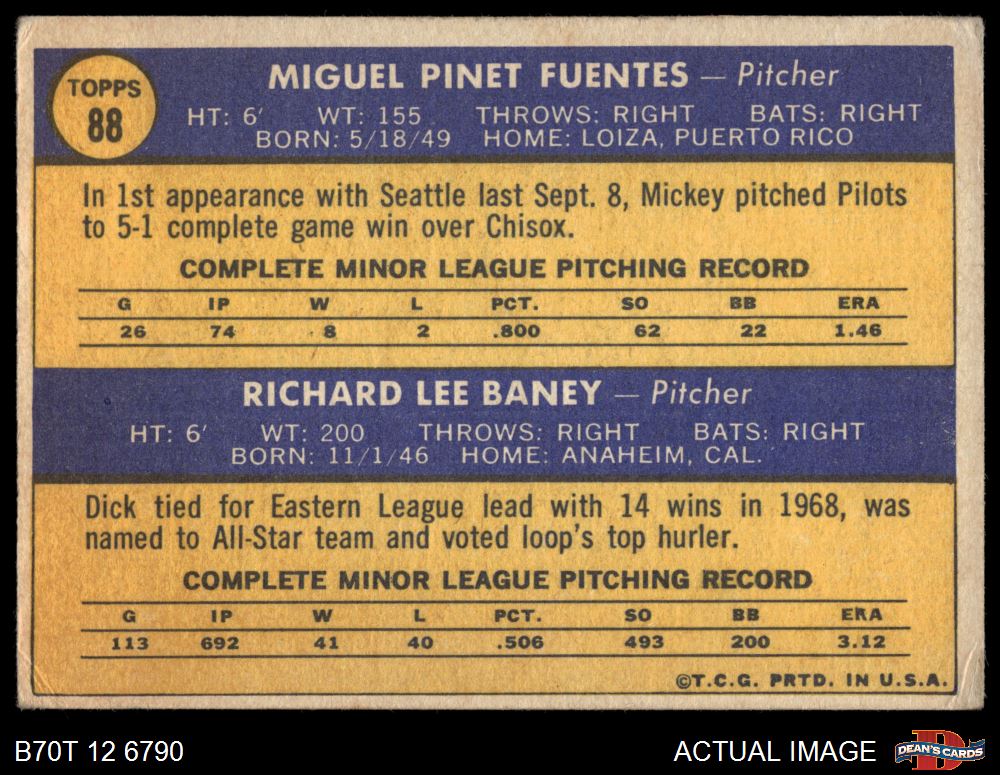 TOPPS
88
MIGUEL PINET FUENTES — Pitcher
HT: 6' WT: 155 THROWS: RIGHT BATS: RIGHT
BORN: 5/18/49 HOME: LOIZA, PUERTO RICO
In 1st appearance with Seattle last Sept. 8, Mickey pitched Pilots
to 5-1 complete game win over Chisox.
COMPLETE MINOR LEAGUE PITCHING RECORD
G IP W L PCT. SO BB ERA
26 74 8 2 .800 62 22 1.46
RICHARD LEE BANEY — Pitcher
HT: 6' WT: 200 THROWS: RIGHT BATS: RIGHT
BORN: 11/1/46 HOME: ANAHEIM, CAL.
Dick tied for Eastern League lead with 14 wins in 1968, was
named to All-Star team and voted loop's top hurler.
COMPLETE MINOR LEAGUE PITCHING RECORD
G IP W L PCT. SO BB ERA
113 692 41 40 .506 493 200 3.12
©T.C.G. PRTD. IN U.S.A.
B70T 12 6790
ACTUAL IMAGE
D
DEAN'S CARDS